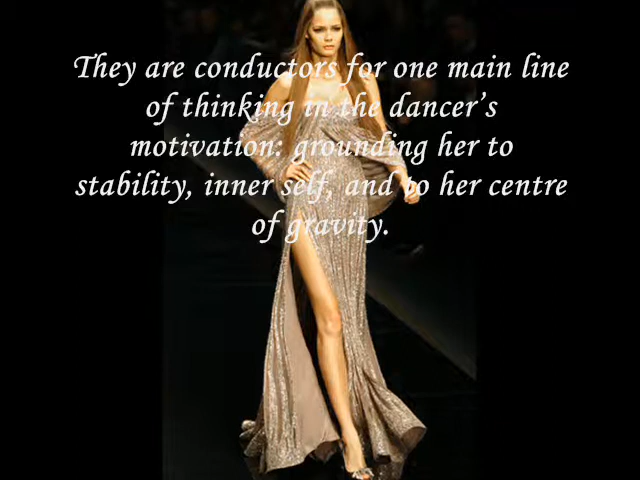 They are conductors for one main line
of thinking in the dancer’s
motivation: grounding her to
stability, inner self, and to her centre
of gravity.